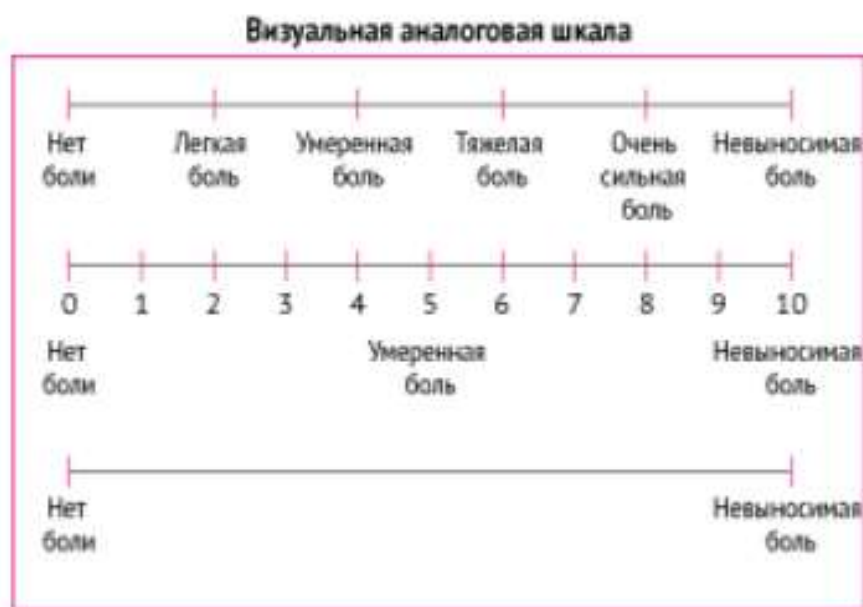 Визуальная аналоговая шкала
Нет Легкая Умеренная Тяжелая Очень Невыносимая
боли боль боль боль сильная боль
боль
0 1 2 3 4 5 6 7 8 9 10
Нет Умеренная Невыносимая
боли боль боль
Нет Невыносимая
боли боль